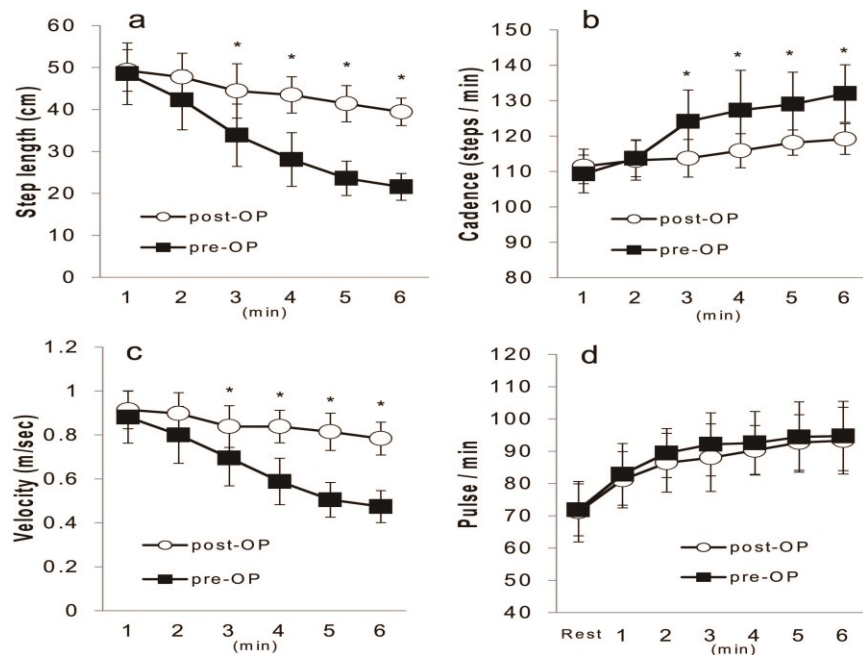 a
Step length (cm)
60
50
40
30
20
10
0
* * * *
post-OP
pre-OP
1 2 3 4 5 6
(min)
b
Cadence (steps / min)
150
140
130
120
110
100
90
80
* * * *
post-OP
pre-OP
1 2 3 4 5 6
(min)
c
Velocity (m/sec)
1.2
1
0.8
0.6
0.4
0.2
0
* * * *
post-OP
pre-OP
1 2 3 4 5 6
(min)
d
Pulse / min
120
110
100
90
80
70
60
50
40
post-OP
pre-OP
Rest 1 2 3 4 5 6
(min)